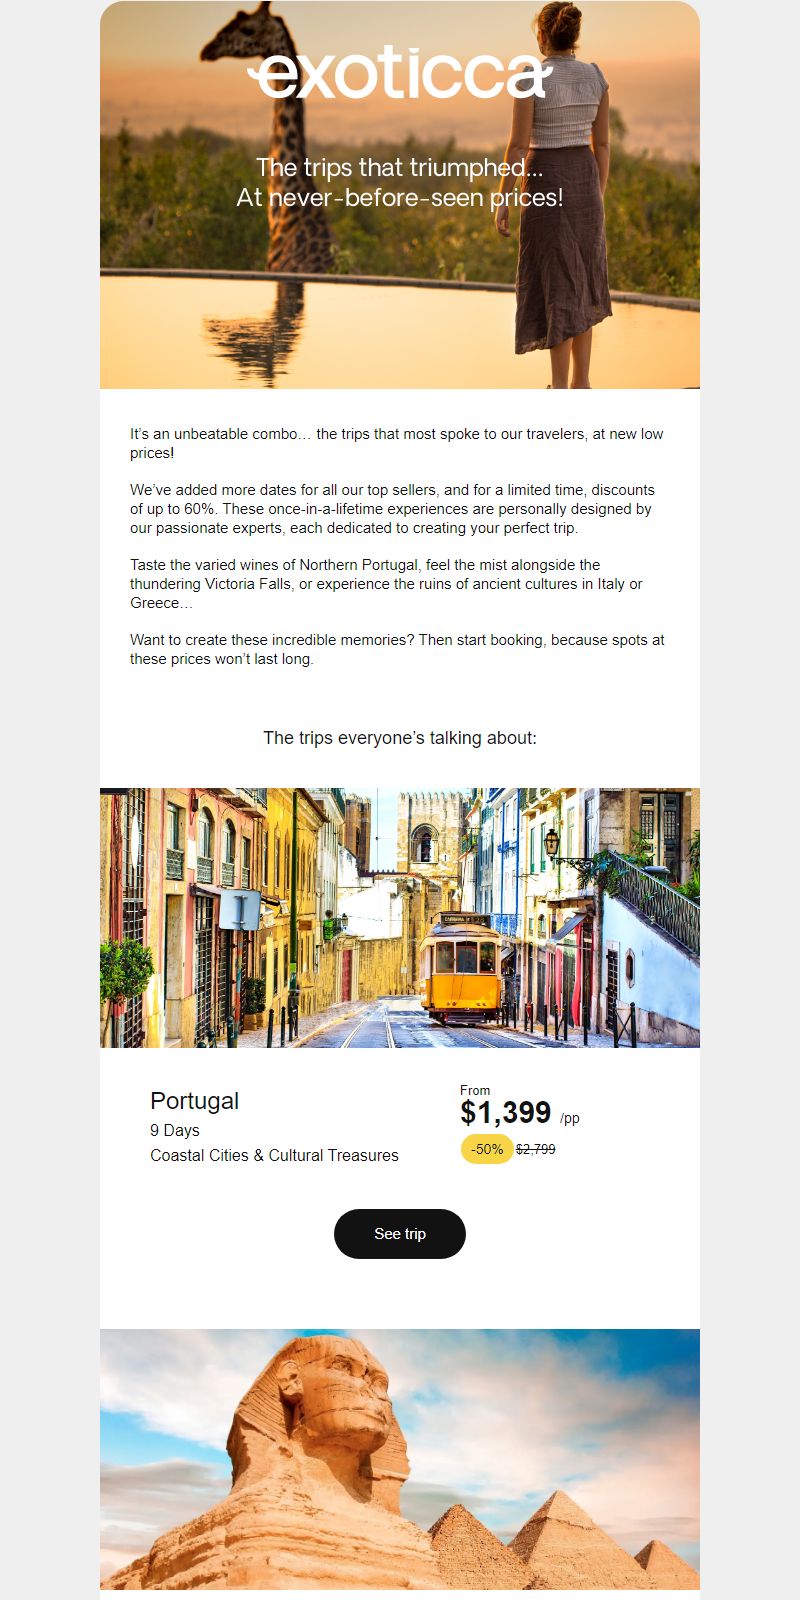 exoticca
The trips that triumphed...
At never-before-seen prices!
It’s an unbeatable combo… the trips that most spoke to our travelers, at new low
prices!
We’ve added more dates for all our top sellers, and for a limited time, discounts
of up to 60%. These once-in-a-lifetime experiences are personally designed by
our passionate experts, each dedicated to creating your perfect trip.
Taste the varied wines of Northern Portugal, feel the mist alongside the
thundering Victoria Falls, or experience the ruins of ancient cultures in Italy or
Greece…
Want to create these incredible memories? Then start booking, because spots at
these prices won’t last long.
The trips everyone’s talking about:
Portugal
9 Days
Coastal Cities & Cultural Treasures
From
$1,399 /pp
-50% $2,799
See trip